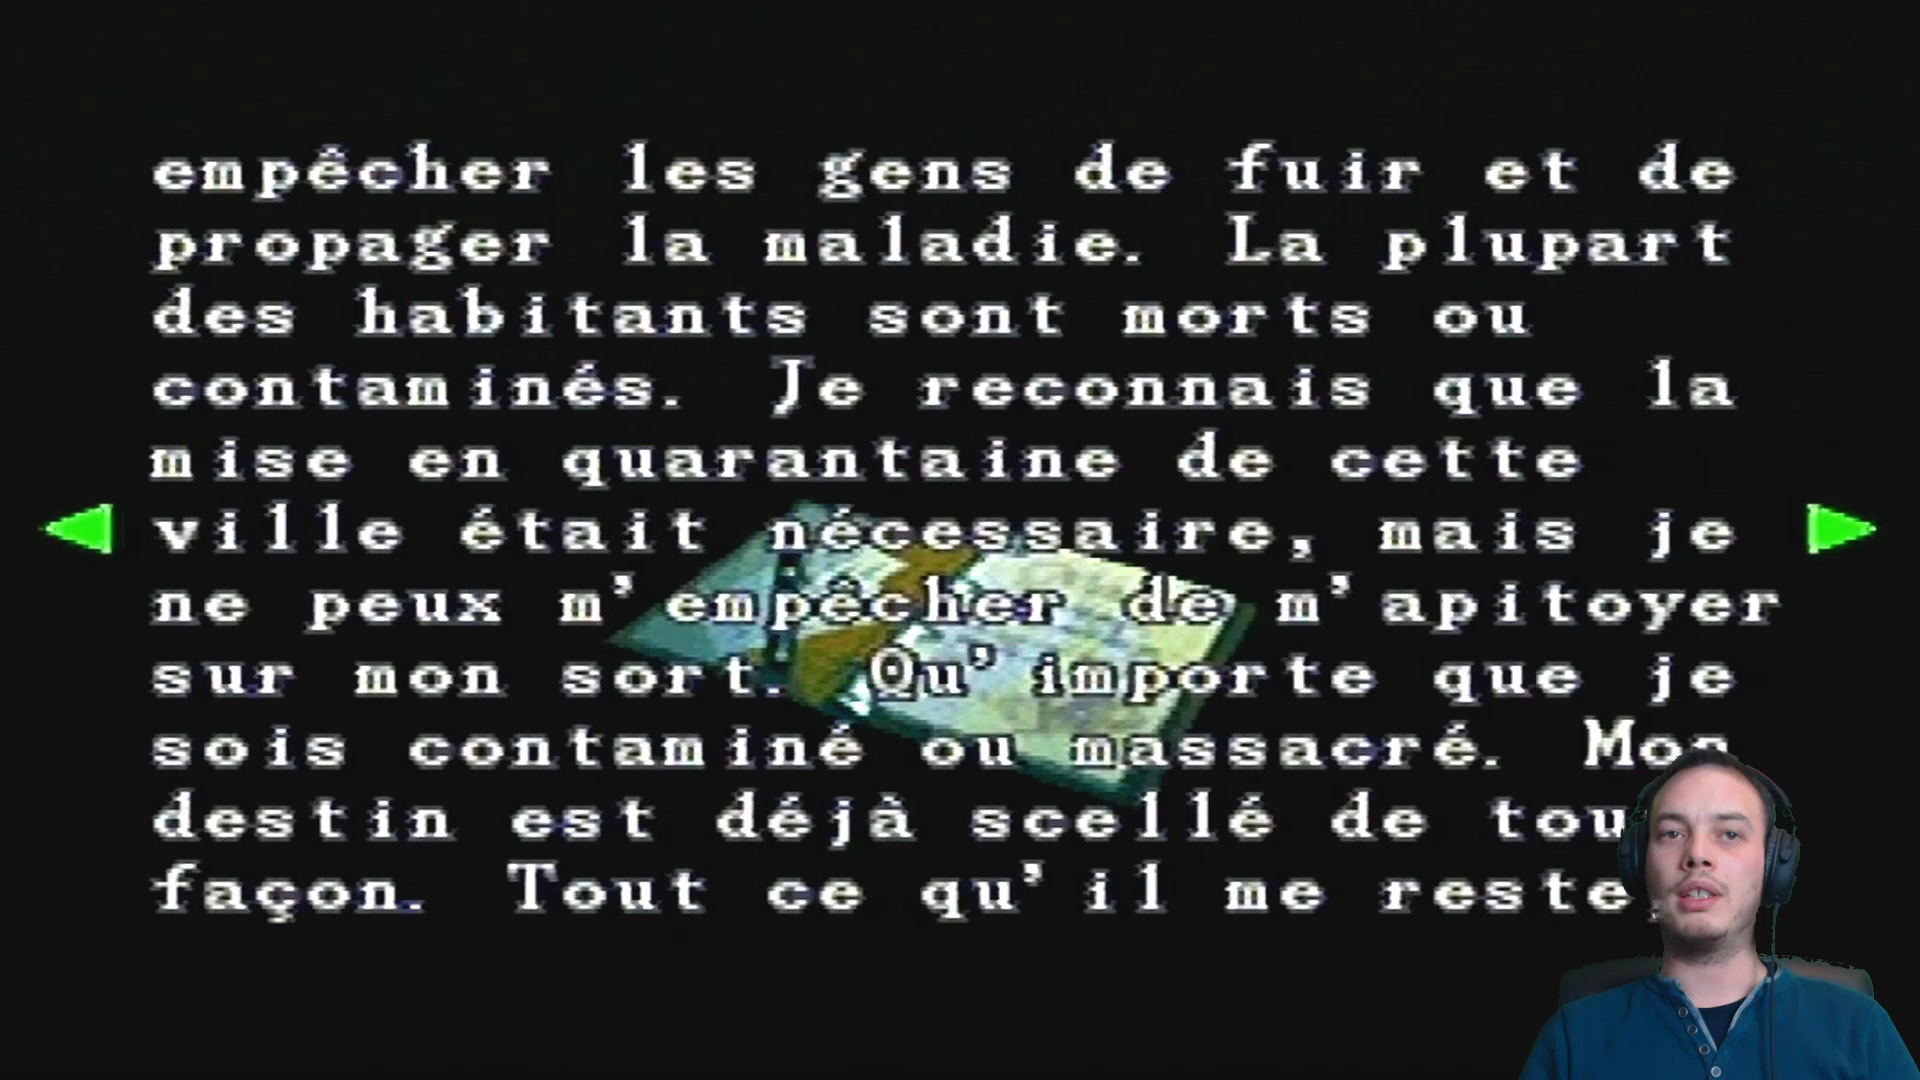 empêcher les gens de fuir et de
propager la maladie. La plupart
des habitants sont morts ou
contaminés. Je reconnais que la
mise en quarantaine de cette
ville était nécessaire, mais je
ne peux m'empêcher de m'apitoyer
sur mon sort. Qu'importe que je
sois contaminé ou massacré. Mon
destin est déjà scellé de
façon. Tout ce qu'il me reste,